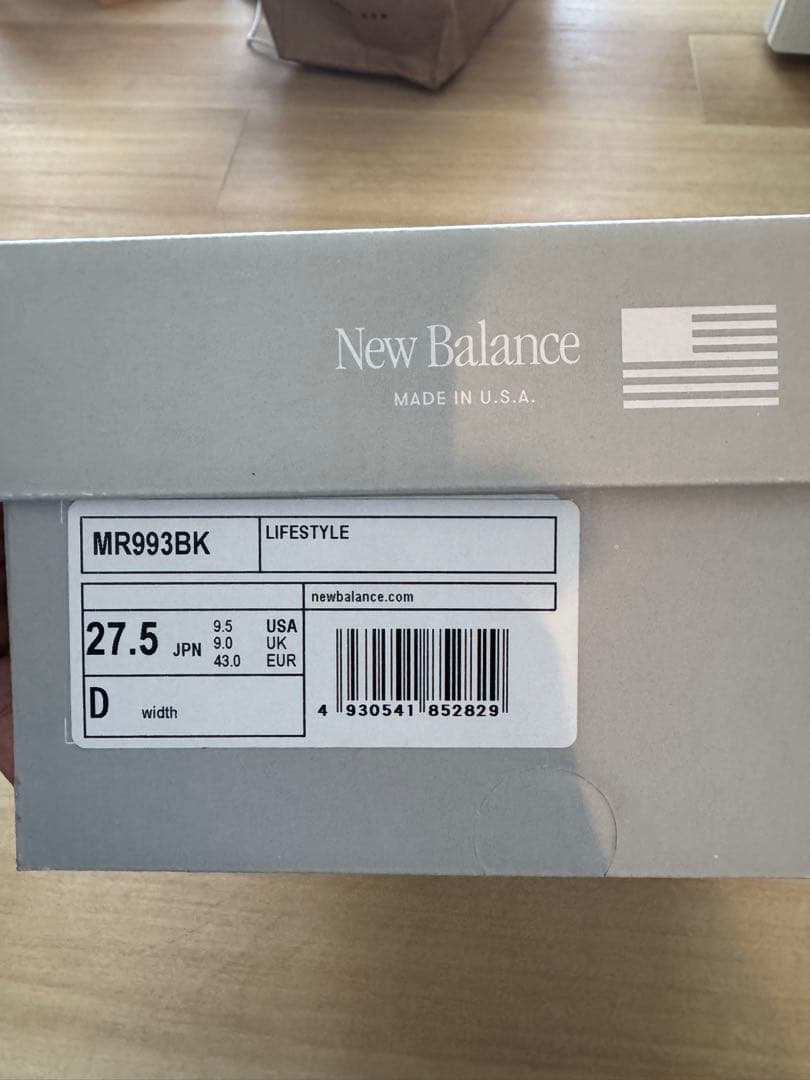 New Balance
MADE IN U.S.A.
MR993BK
LIFESTYLE
newbalance.com
27.5 JPN
9.5 USA
9.0 UK
43.0 EUR
D width
4 930541 852829